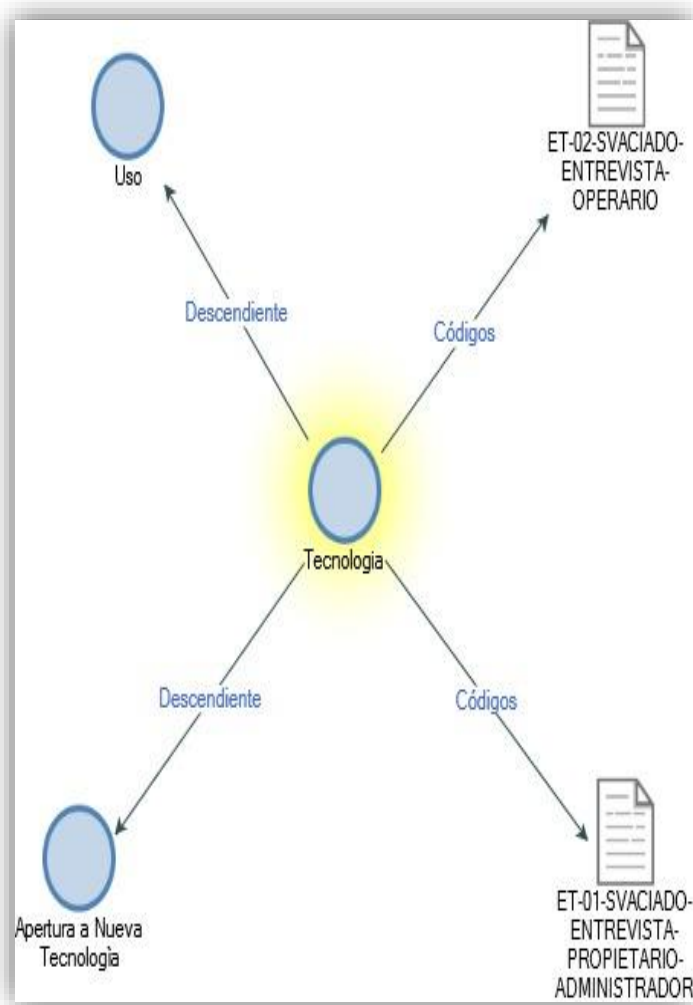 Uso
ET-02-SVACIADO-
ENTREVISTA-
OPERARIO
Descendiente
Códigos
Tecnologia
Descendiente
Códigos
Apertura a Nueva
Tecnologìa
ET-01-SVACIADO-
ENTREVISTA-
PROPIETARIO-
ADMINISTRADOR